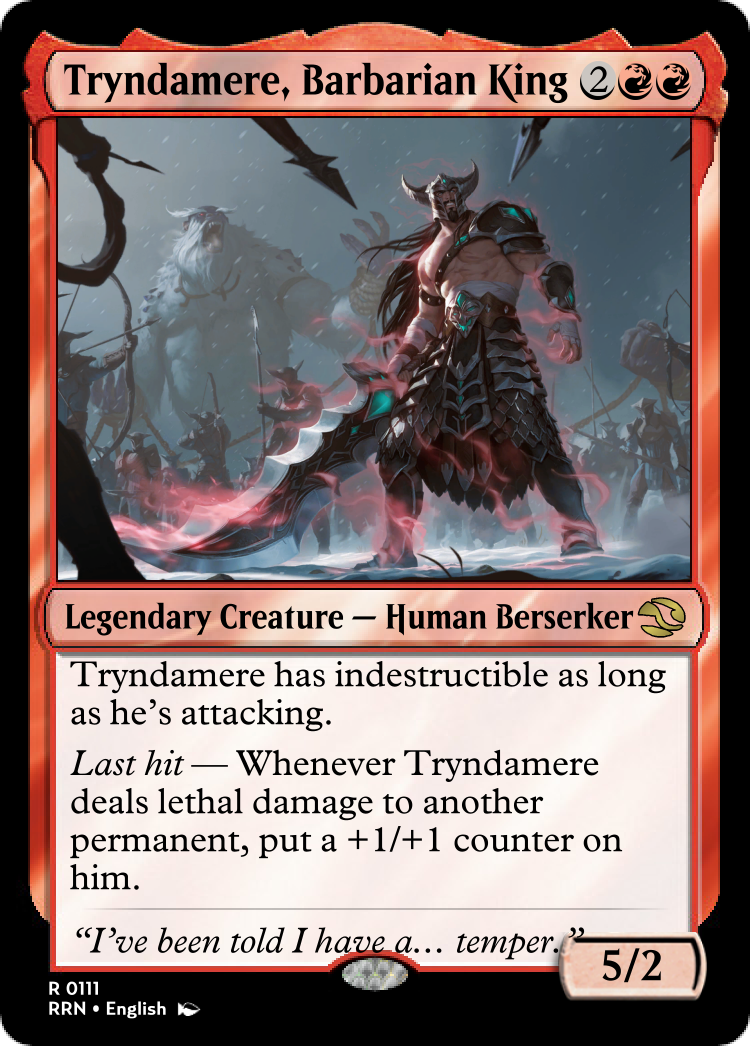 Tryndamere, Barbarian King 2
Legendary Creature — Human Berserker
Tryndamere has indestructible as long
as he's attacking.
Last hit — Whenever Tryndamere
deals lethal damage to another
permanent, put a +1/+1 counter on
him.
“I've been told I have a… temper.”
5/2
R 0111
RRN • English